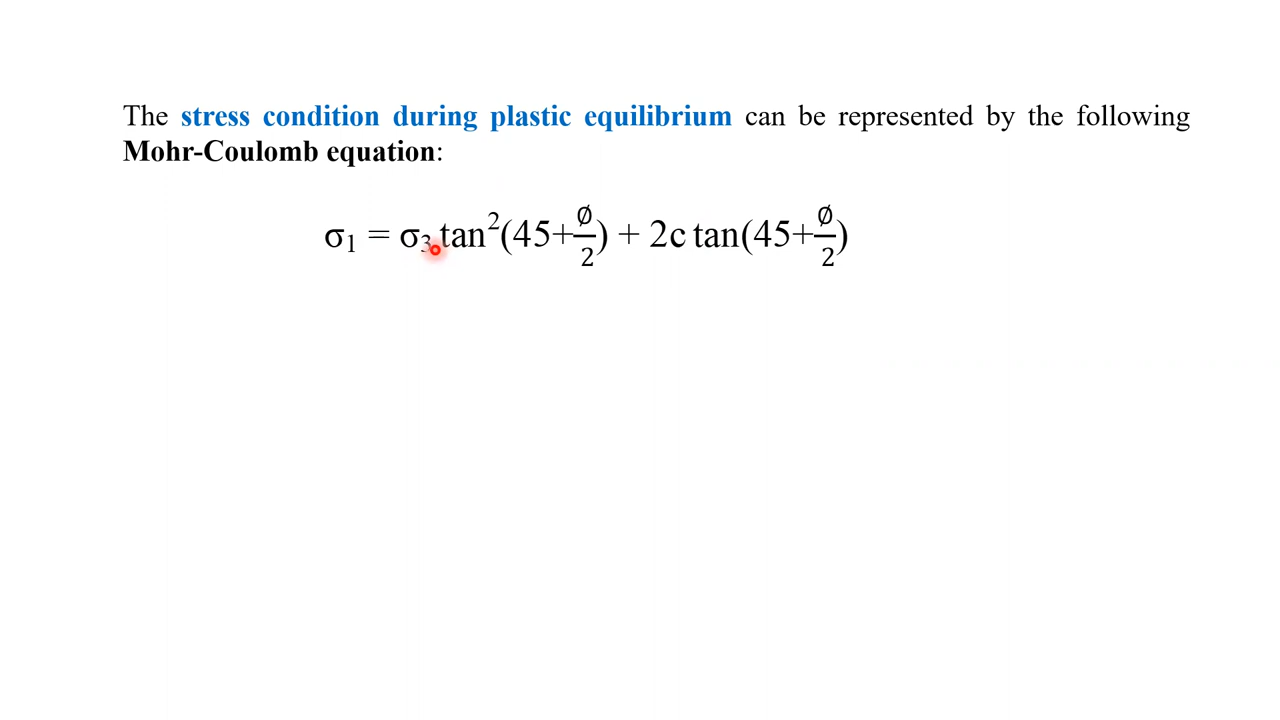 The stress condition during plastic equilibrium can be represented by the following
Mohr-Coulomb equation:
σ₁ = σ₃ tan²(45+∅/2) + 2c tan(45+∅/2)